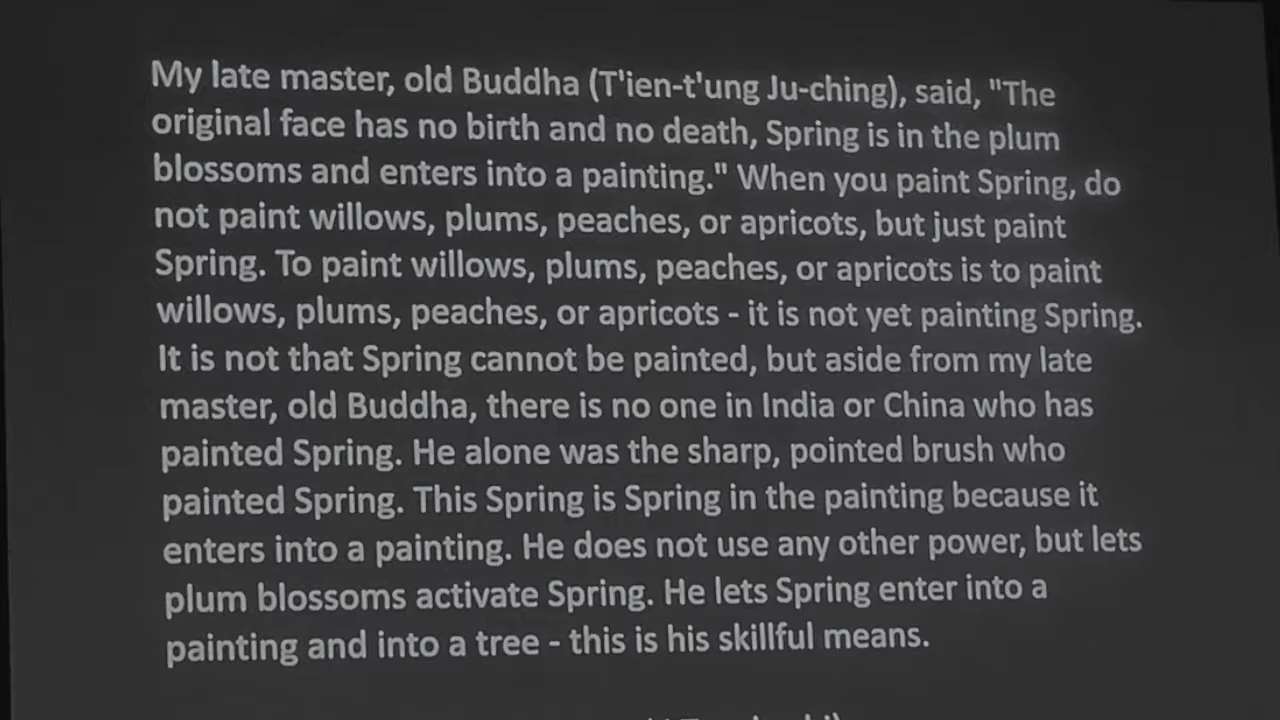 My late master, old Buddha (T'ien-t'ung Ju-ching), said, "The
original face has no birth and no death, Spring is in the plum
blossoms and enters into a painting." When you paint Spring, do
not paint willows, plums, peaches, or apricots, but just paint
Spring. To paint willows, plums, peaches, or apricots is to paint
willows, plums, peaches, or apricots - it is not yet painting Spring.
It is not that Spring cannot be painted, but aside from my late
master, old Buddha, there is no one in India or China who has
painted Spring. He alone was the sharp, pointed brush who
painted Spring. This Spring is Spring in the painting because it
enters into a painting. He does not use any other power, but lets
plum blossoms activate Spring. He lets Spring enter into a
painting and into a tree - this is his skillful means.